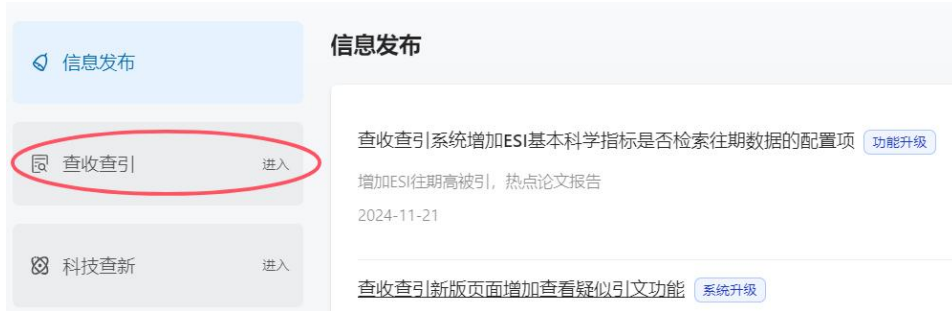 信息发布
查收查引 进入
科技查新 进入
信息发布
查收查引系统增加ESI基本科学指标是否检索往期数据的配置项 功能升级
增加ESI往期高被引，热点论文报告
2024-11-21
查收查引新版页面增加查看疑似引文功能 系统升级